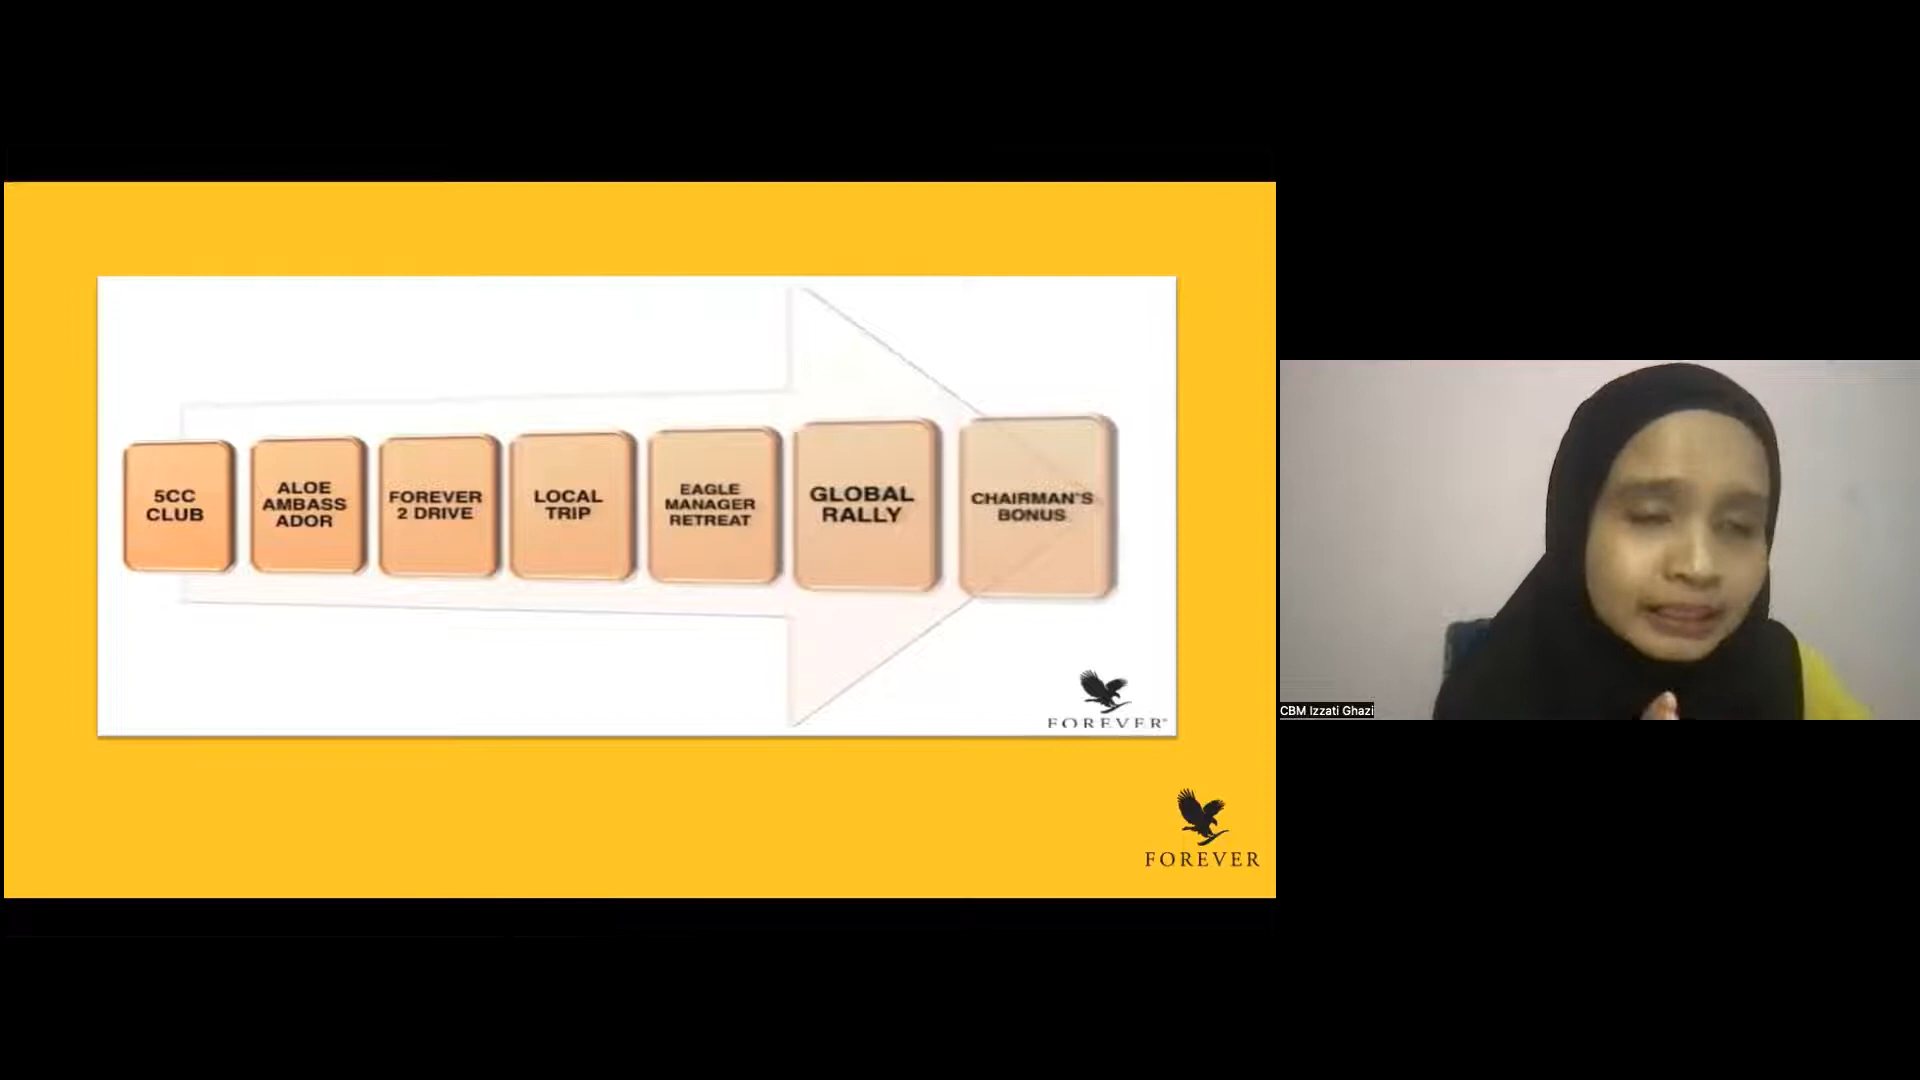 5CC
CLUB
ALOE
AMBASS
ADOR
FOREVER
2 DRIVE
LOCAL
TRIP
EAGLE
MANAGER
RETREAT
GLOBAL
RALLY
CHAIRMAN'S
BONUS
FOREVER®
FOREVER
CBM Izzati Ghazi